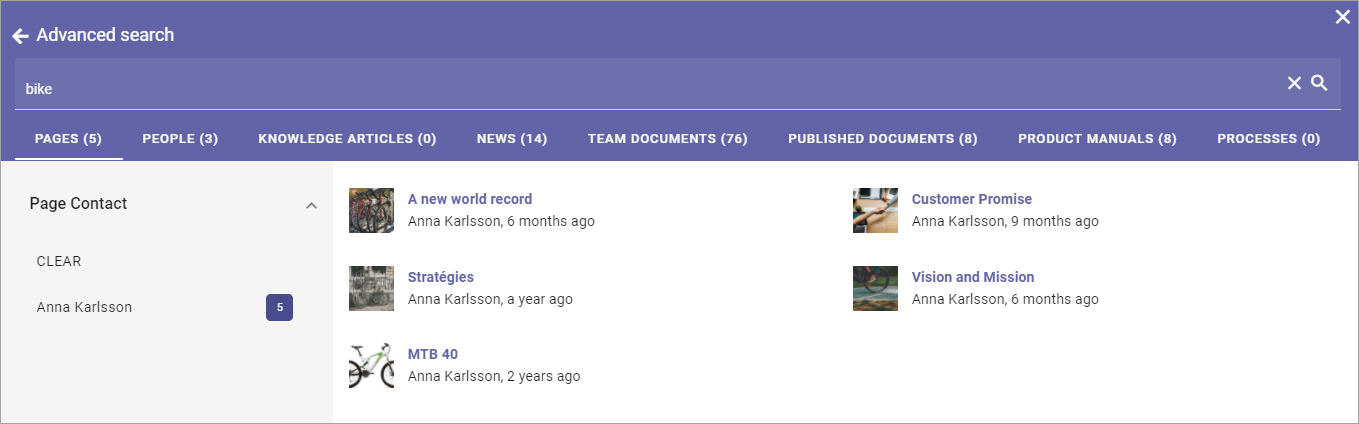 Advanced search
bike
PAGES (5) PEOPLE (3) KNOWLEDGE ARTICLES (0) NEWS (14) TEAM DOCUMENTS (76) PUBLISHED DOCUMENTS (8) PRODUCT MANUALS (8) PROCESSES (0)
Page Contact
CLEAR
Anna Karlsson 5
A new world record
Anna Karlsson, 6 months ago
Customer Promise
Anna Karlsson, 9 months ago
Stratégies
Anna Karlsson, a year ago
Vision and Mission
Anna Karlsson, 6 months ago
MTB 40
Anna Karlsson, 2 years ago